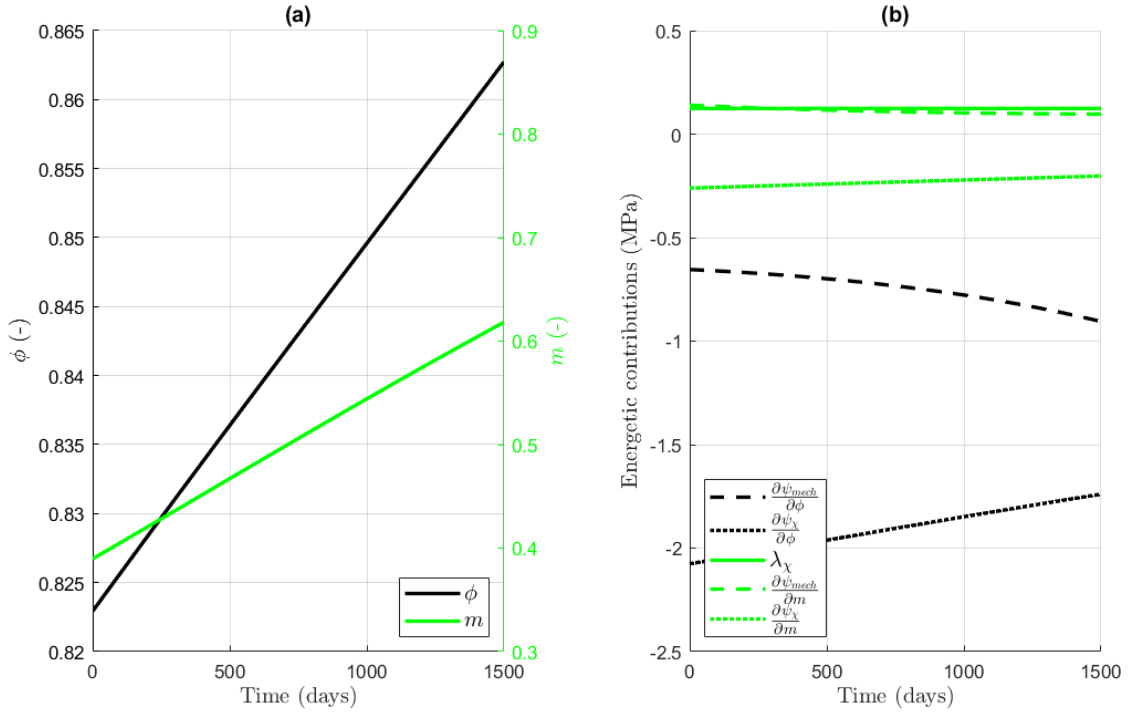 (a)
0.865
0.86
0.855
0.85
0.845
0.84
0.835
0.83
0.825
0.82
ϕ (-)
0.9
0.8
0.7
0.6
0.5
0.4
0.3
m (-)
ϕ
m
0 500 1000 1500
Time (days)
(b)
0.5
0
-0.5
-1
-1.5
-2
-2.5
Energetic contributions (MPa)
∂ψ_mech/∂ϕ
∂ψ_χ/∂ϕ
λ_χ
∂ψ_mech/∂m
∂ψ_χ/∂m
0 500 1000 1500
Time (days)